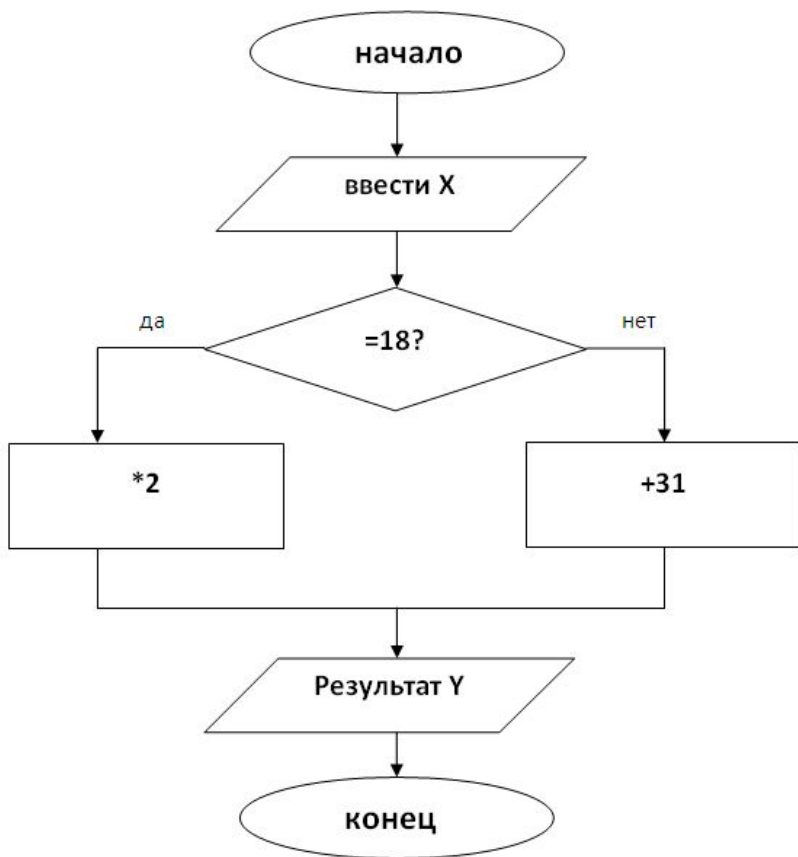 начало
ввести X
да
=18?
нет
*2
+31
Результат Y
конец